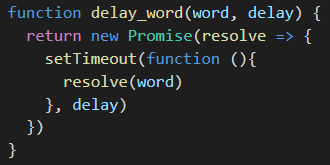 function delay_word(word, delay) {
  return new Promise(resolve => {
    setTimeout(function (){
      resolve(word)
    }, delay)
  })
}